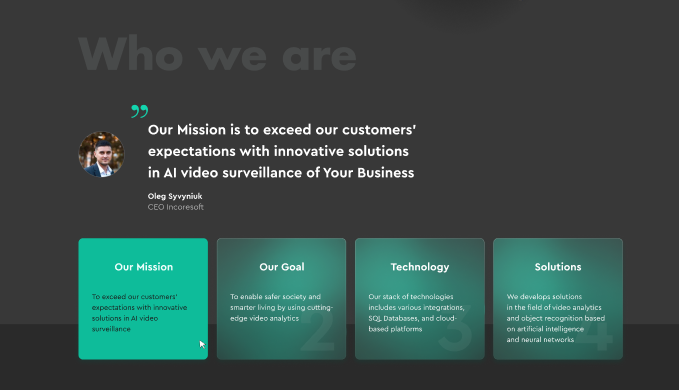 Who we are
”
Our Mission is to exceed our customers'
expectations with innovative solutions
in AI video surveillance of Your Business
Oleg Syvyniuk
CEO Incoresoft
Our Mission
To exceed our customers'
expectations with innovative
solutions in AI video
surveillance
Our Goal
To enable safer society and
smarter living by using cutting-
edge video analytics
2
Technology
Our stack of technologies
includes various integrations,
SQL Databases, and cloud-
based platforms
3
Solutions
We develops solutions
in the field of video analytics
and object recognition based
on artificial intelligence
and neural networks
4